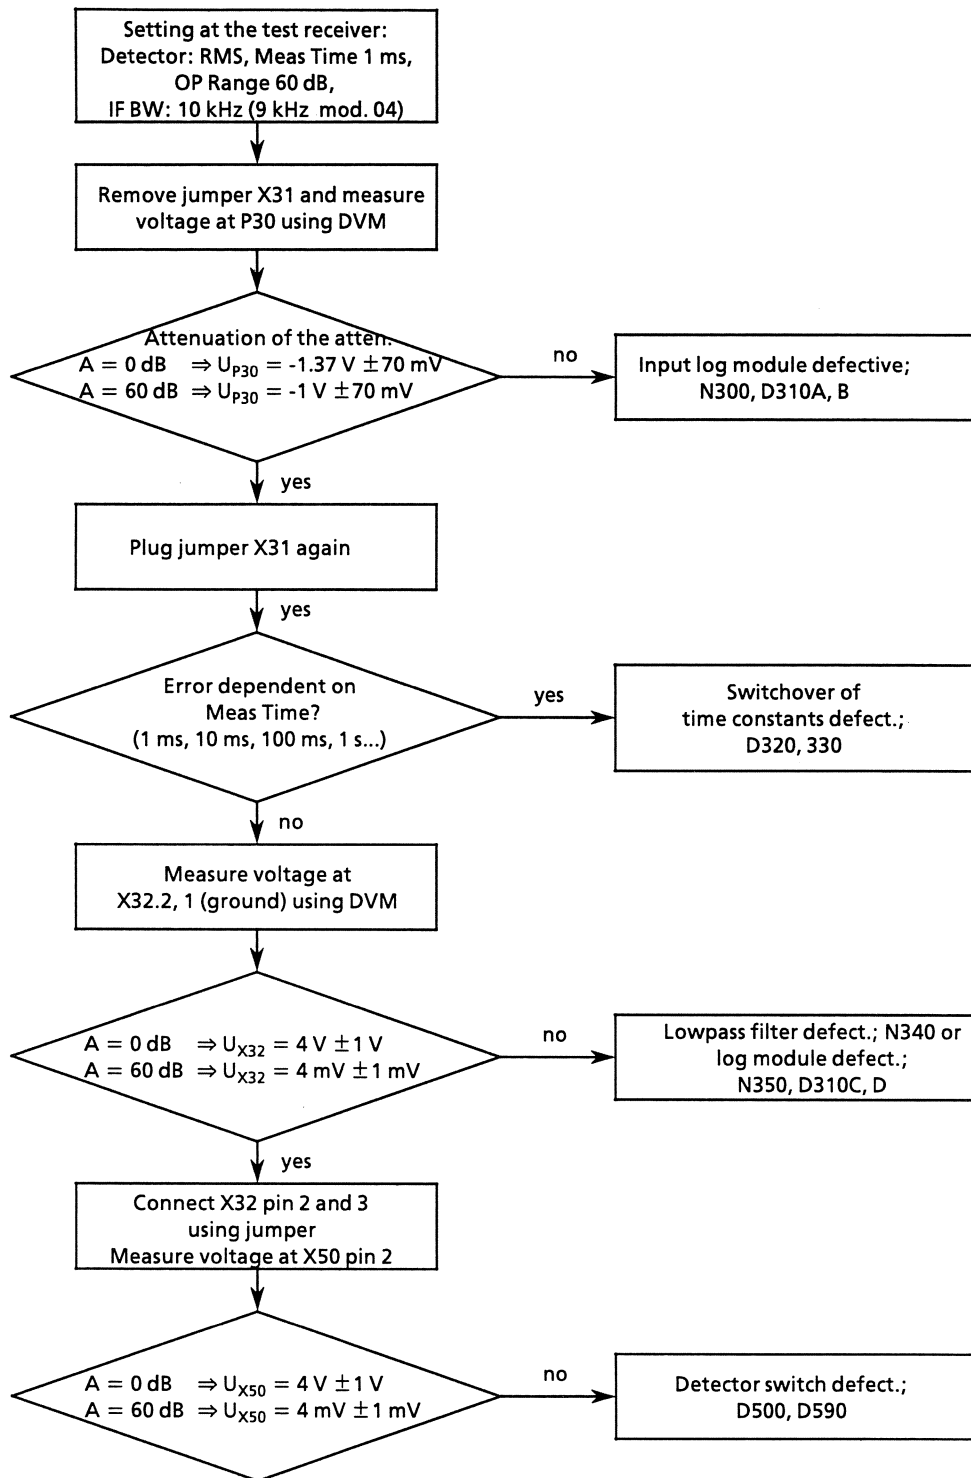 Setting at the test receiver:
Detector: RMS, Meas Time 1 ms,
OP Range 60 dB,
IF BW: 10 kHz (9 kHz mod. 04)
Remove jumper X31 and measure
voltage at P30 using DVM
Attenuation of the atten.
A = 0 dB ⇒ UP30 = -1.37 V ±70 mV
A = 60 dB ⇒ UP30 = -1 V ±70 mV
no
Input log module defective;
N300, D310A, B
yes
Plug jumper X31 again
yes
Error dependent on
Meas Time?
(1 ms, 10 ms, 100 ms, 1 s...)
yes
Switchover of
time constants defect.;
D320, 330
no
Measure voltage at
X32.2, 1 (ground) using DVM
A = 0 dB ⇒ UX32 = 4 V ±1 V
A = 60 dB ⇒ UX32 = 4 mV ±1 mV
no
Lowpass filter defect.; N340 or
log module defect.;
N350, D310C, D
yes
Connect X32 pin 2 and 3
using jumper
Measure voltage at X50 pin 2
A = 0 dB ⇒ UX50 = 4 V ±1 V
A = 60 dB ⇒ UX50 = 4 mV ±1 mV
no
Detector switch defect.;
D500, D590